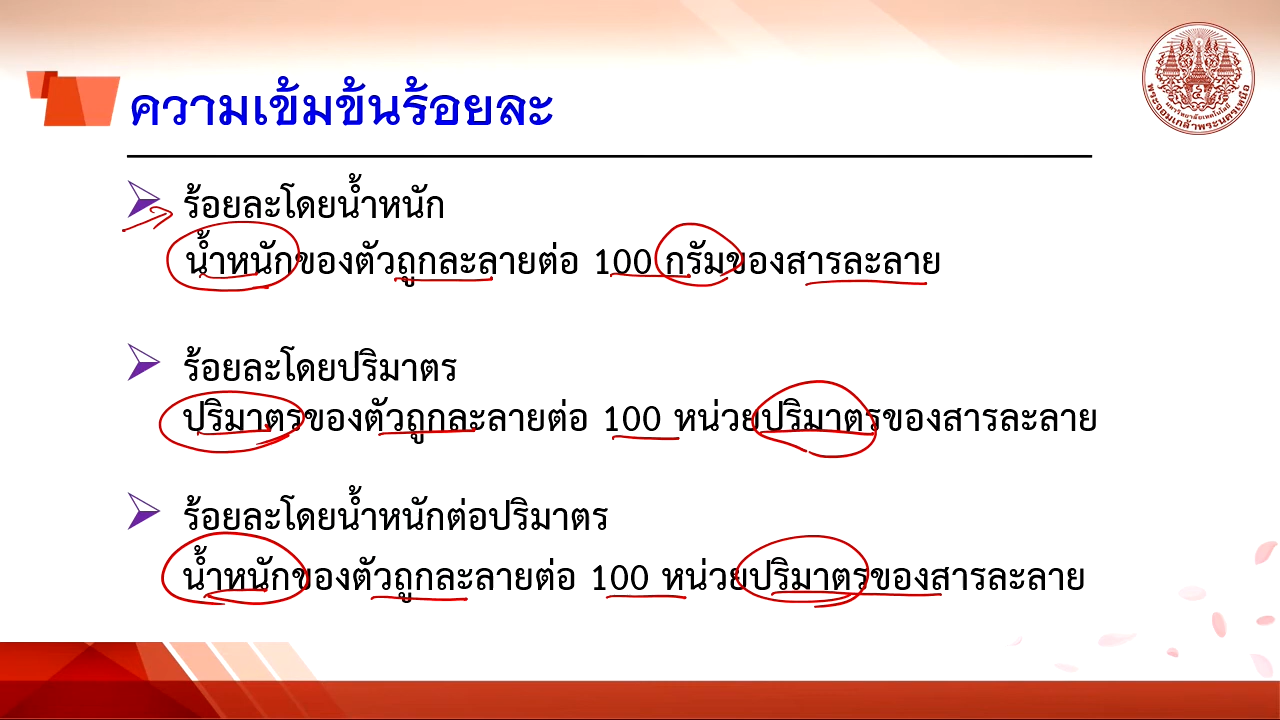 ความเข้มข้นร้อยละ
ร้อยละโดยน้ำหนัก
น้ำหนักของตัวถูกละลายต่อ 100 กรัมของสารละลาย
ร้อยละโดยปริมาตร
ปริมาตรของตัวถูกละลายต่อ 100 หน่วยปริมาตรของสารละลาย
ร้อยละโดยน้ำหนักต่อปริมาตร
น้ำหนักของตัวถูกละลายต่อ 100 หน่วยปริมาตรของสารละลาย